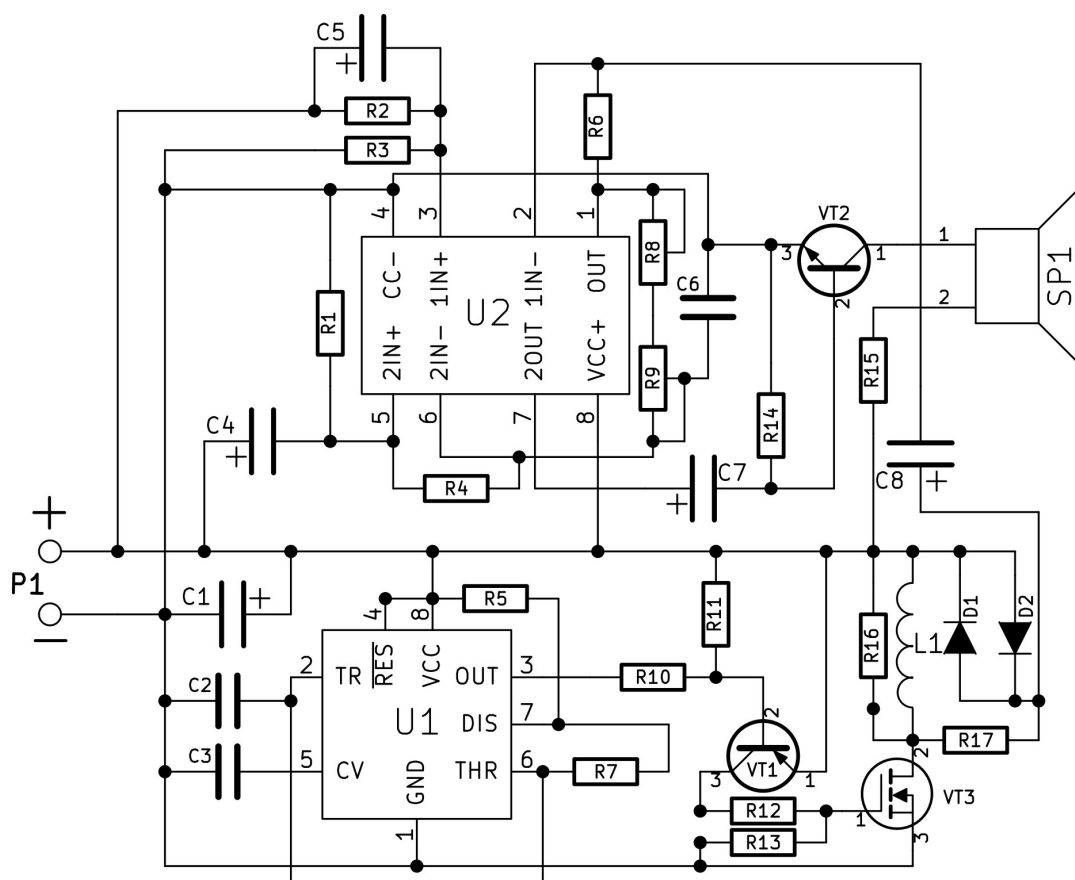 C5
+
R2
R3
R6
4 3 2 1
VT2
CC- 1IN+ 1IN- OUT
R8
3 1 1
C6
2
2
SP1
U2
R1
2IN+ 2IN- 2OUT VCC+
R9
R15
5 6 7 8
C4
+
R14
R4
C7
+
C8
+
+
P1
−
C1
+
4 8
R5
R11
R16
L1
D1
D2
2 TR RES VCC OUT 3
R10
C2
U1
DIS 7
2
C3
5 CV
GND
THR 6
R7
3 VT1 1
2
R17
R12
R13
1
VT3
3
1